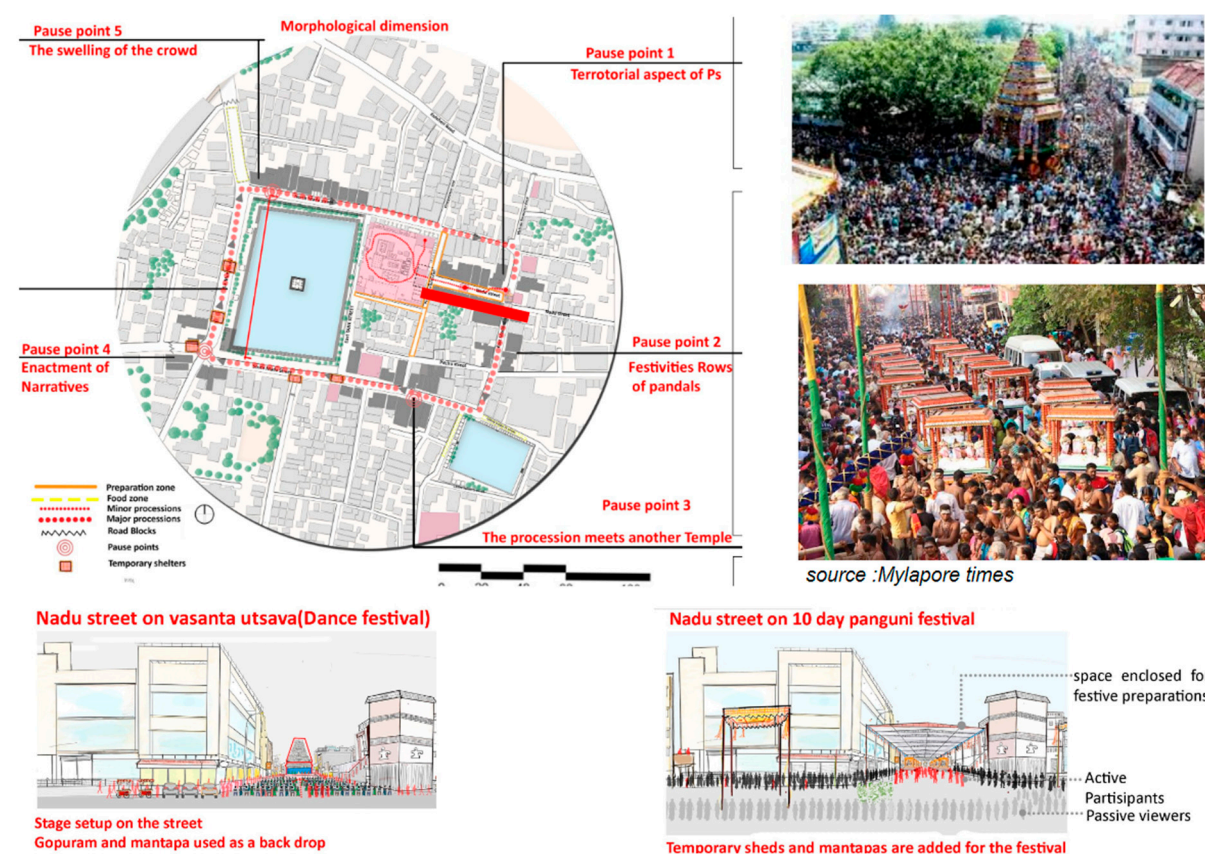 Morphological dimension
Pause point 5
The swelling of the crowd
Pause point 1
Terrotorial aspect of Ps
Pause point 4
Enactment of
Narratives
Pause point 2
Festivities Rows
of pandals
Pause point 3
The procession meets another Temple
Preparation zone
Food zone
Minor processions
Major processions
Road Blocks
Pause points
Temporary shelters
0 20 40 60 100
source :Mylapore times
Nadu street on vasanta utsava(Dance festival)
Stage setup on the street
Gopuram and mantapa used as a back drop
Nadu street on 10 day panguni festival
space enclosed fo
festive preparations
Active
Partisipants
Passive viewers
Temporary sheds and mantapas are added for the festival